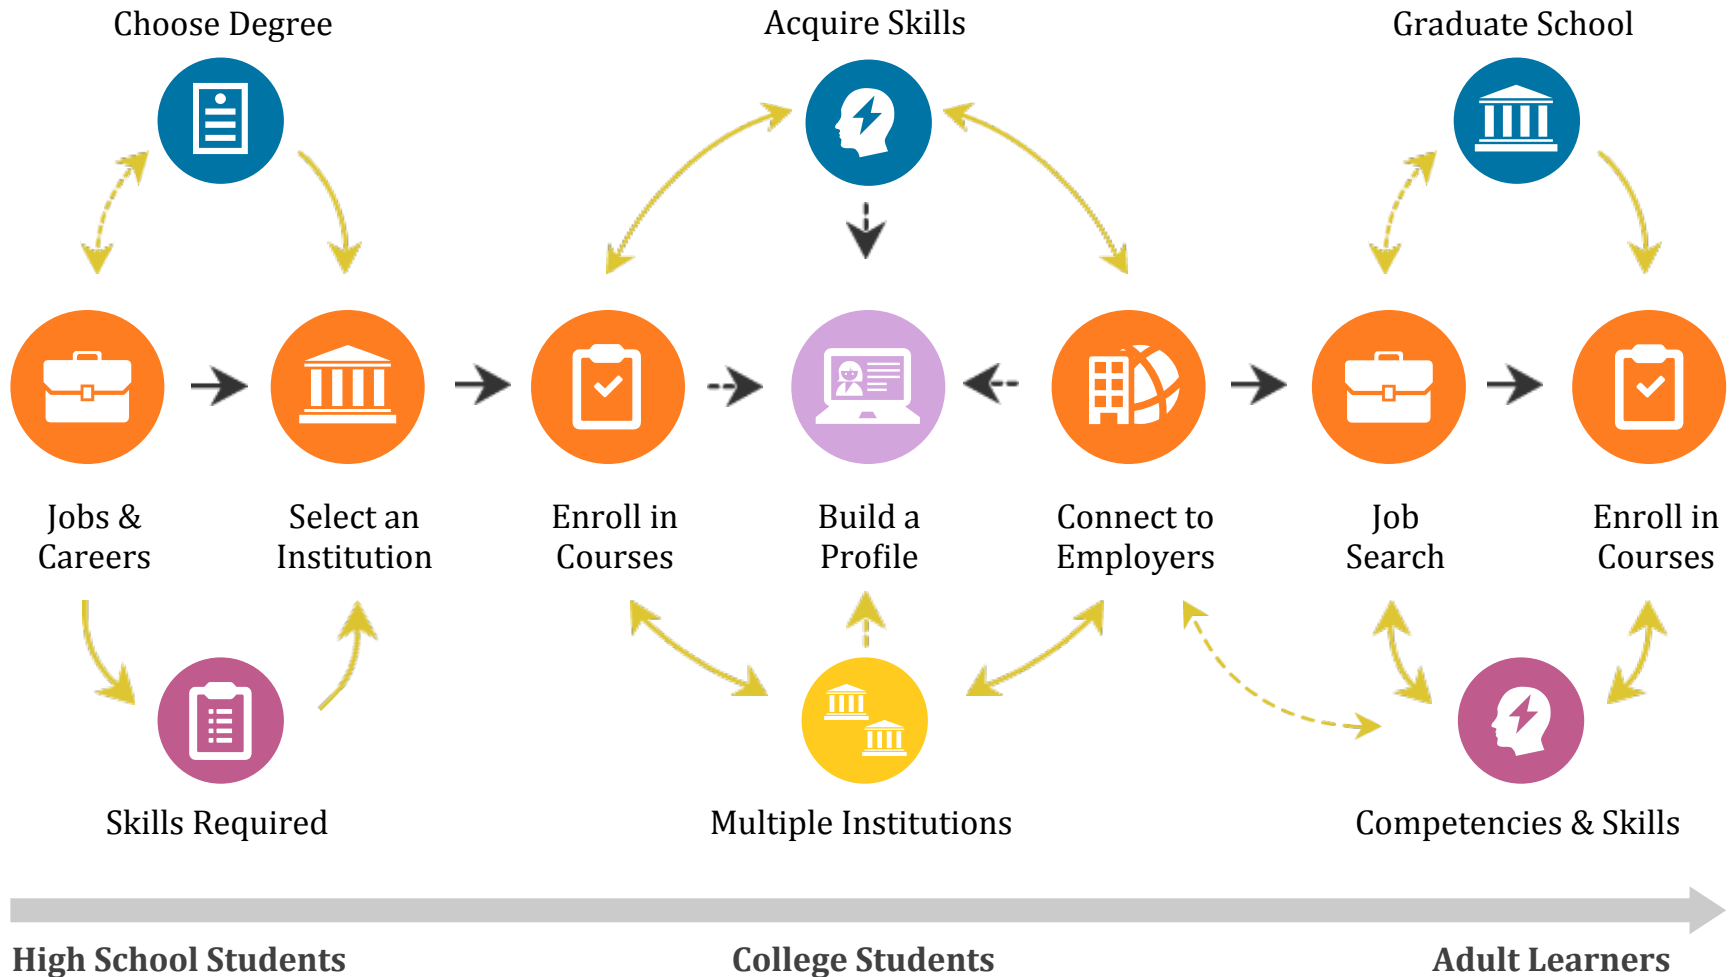 Choose Degree
Acquire Skills
Graduate School
Jobs &
Careers
Select an
Institution
Enroll in
Courses
Build a
Profile
Connect to
Employers
Job
Search
Enroll in
Courses
Skills Required
Multiple Institutions
Competencies & Skills
High School Students
College Students
Adult Learners